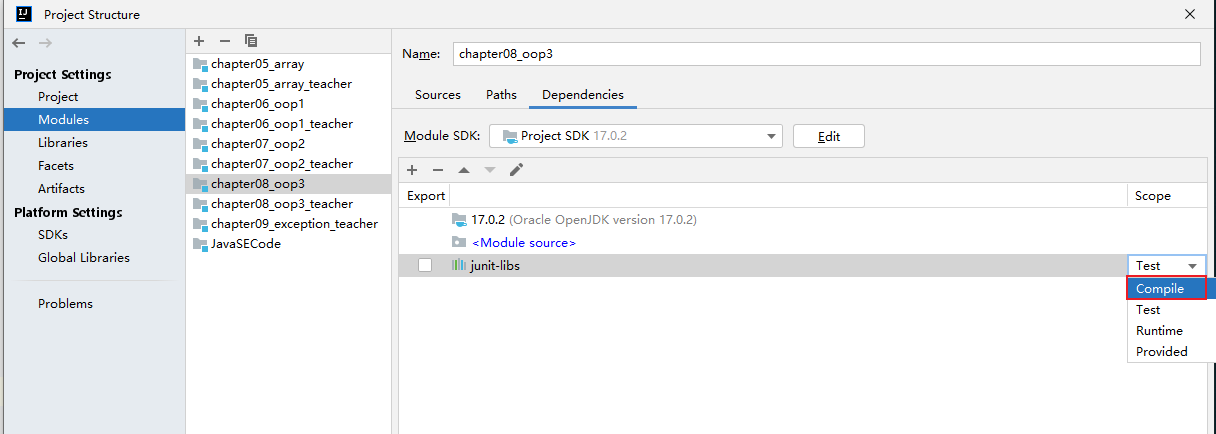 Project Structure
Project Settings
Project
Modules
Libraries
Facets
Artifacts
Platform Settings
SDKs
Global Libraries
Problems
chapter05_array
chapter05_array_teacher
chapter06_oop1
chapter06_oop1_teacher
chapter07_oop2
chapter07_oop2_teacher
chapter08_oop3
chapter08_oop3_teacher
chapter09_exception_teacher
JavaSECode
Name: chapter08_oop3
Sources Paths Dependencies
Module SDK: Project SDK 17.0.2 Edit
Export Scope
17.0.2 (Oracle OpenJDK version 17.0.2)
<Module source>
junit-libs Test
Compile
Test
Runtime
Provided